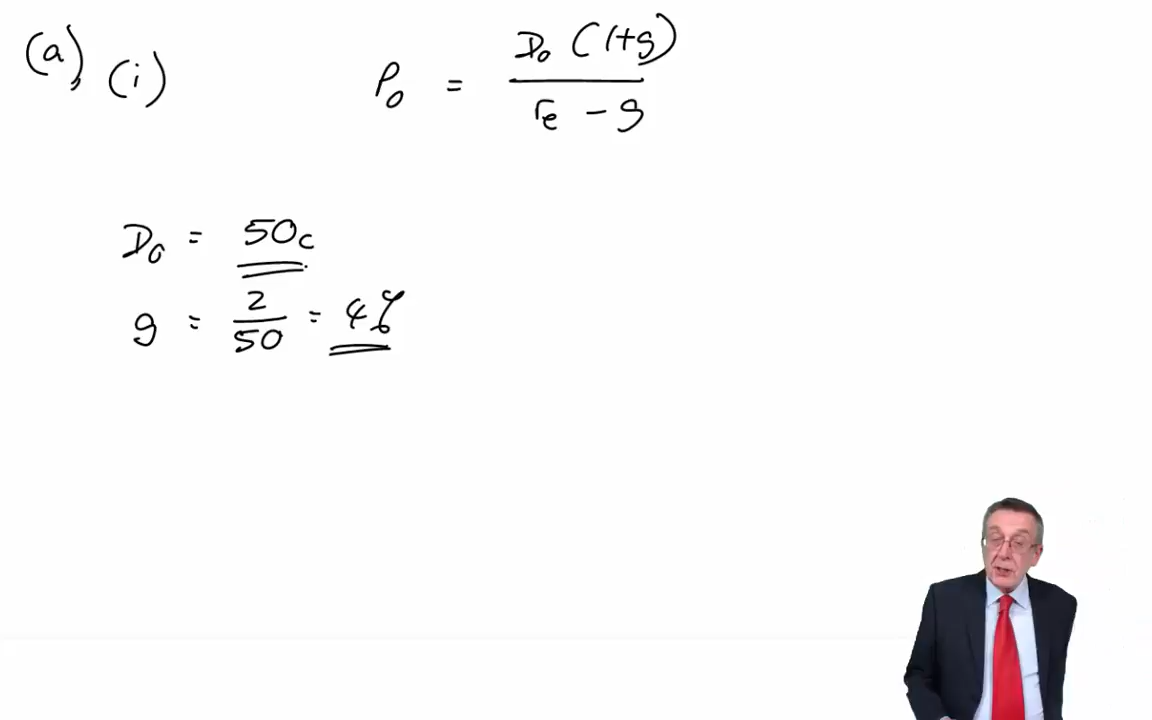 (a), (i) P₀ = D₀ (1+g) / rₑ − g
D₀ = 50c
g = 2/50 = 4%